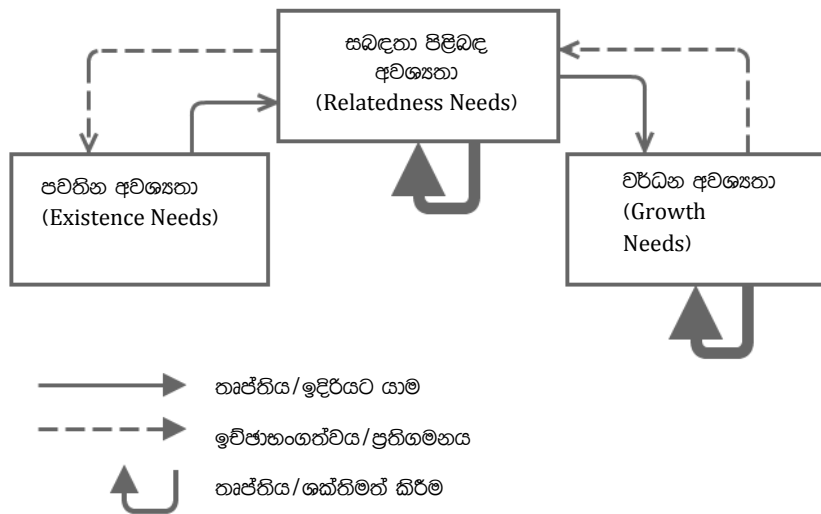 සබඳතා පිළිබඳ
අවශ්‍යතා
(Relatedness Needs)
පවතින අවශ්‍යතා
(Existence Needs)
වර්ධන අවශ්‍යතා
(Growth
Needs)
තෘප්තිය/ඉදිරියට යාම
ඉච්ඡාභංගත්වය/ප්‍රතිගමනය
තෘප්තිය/ශක්තිමත් කිරීම